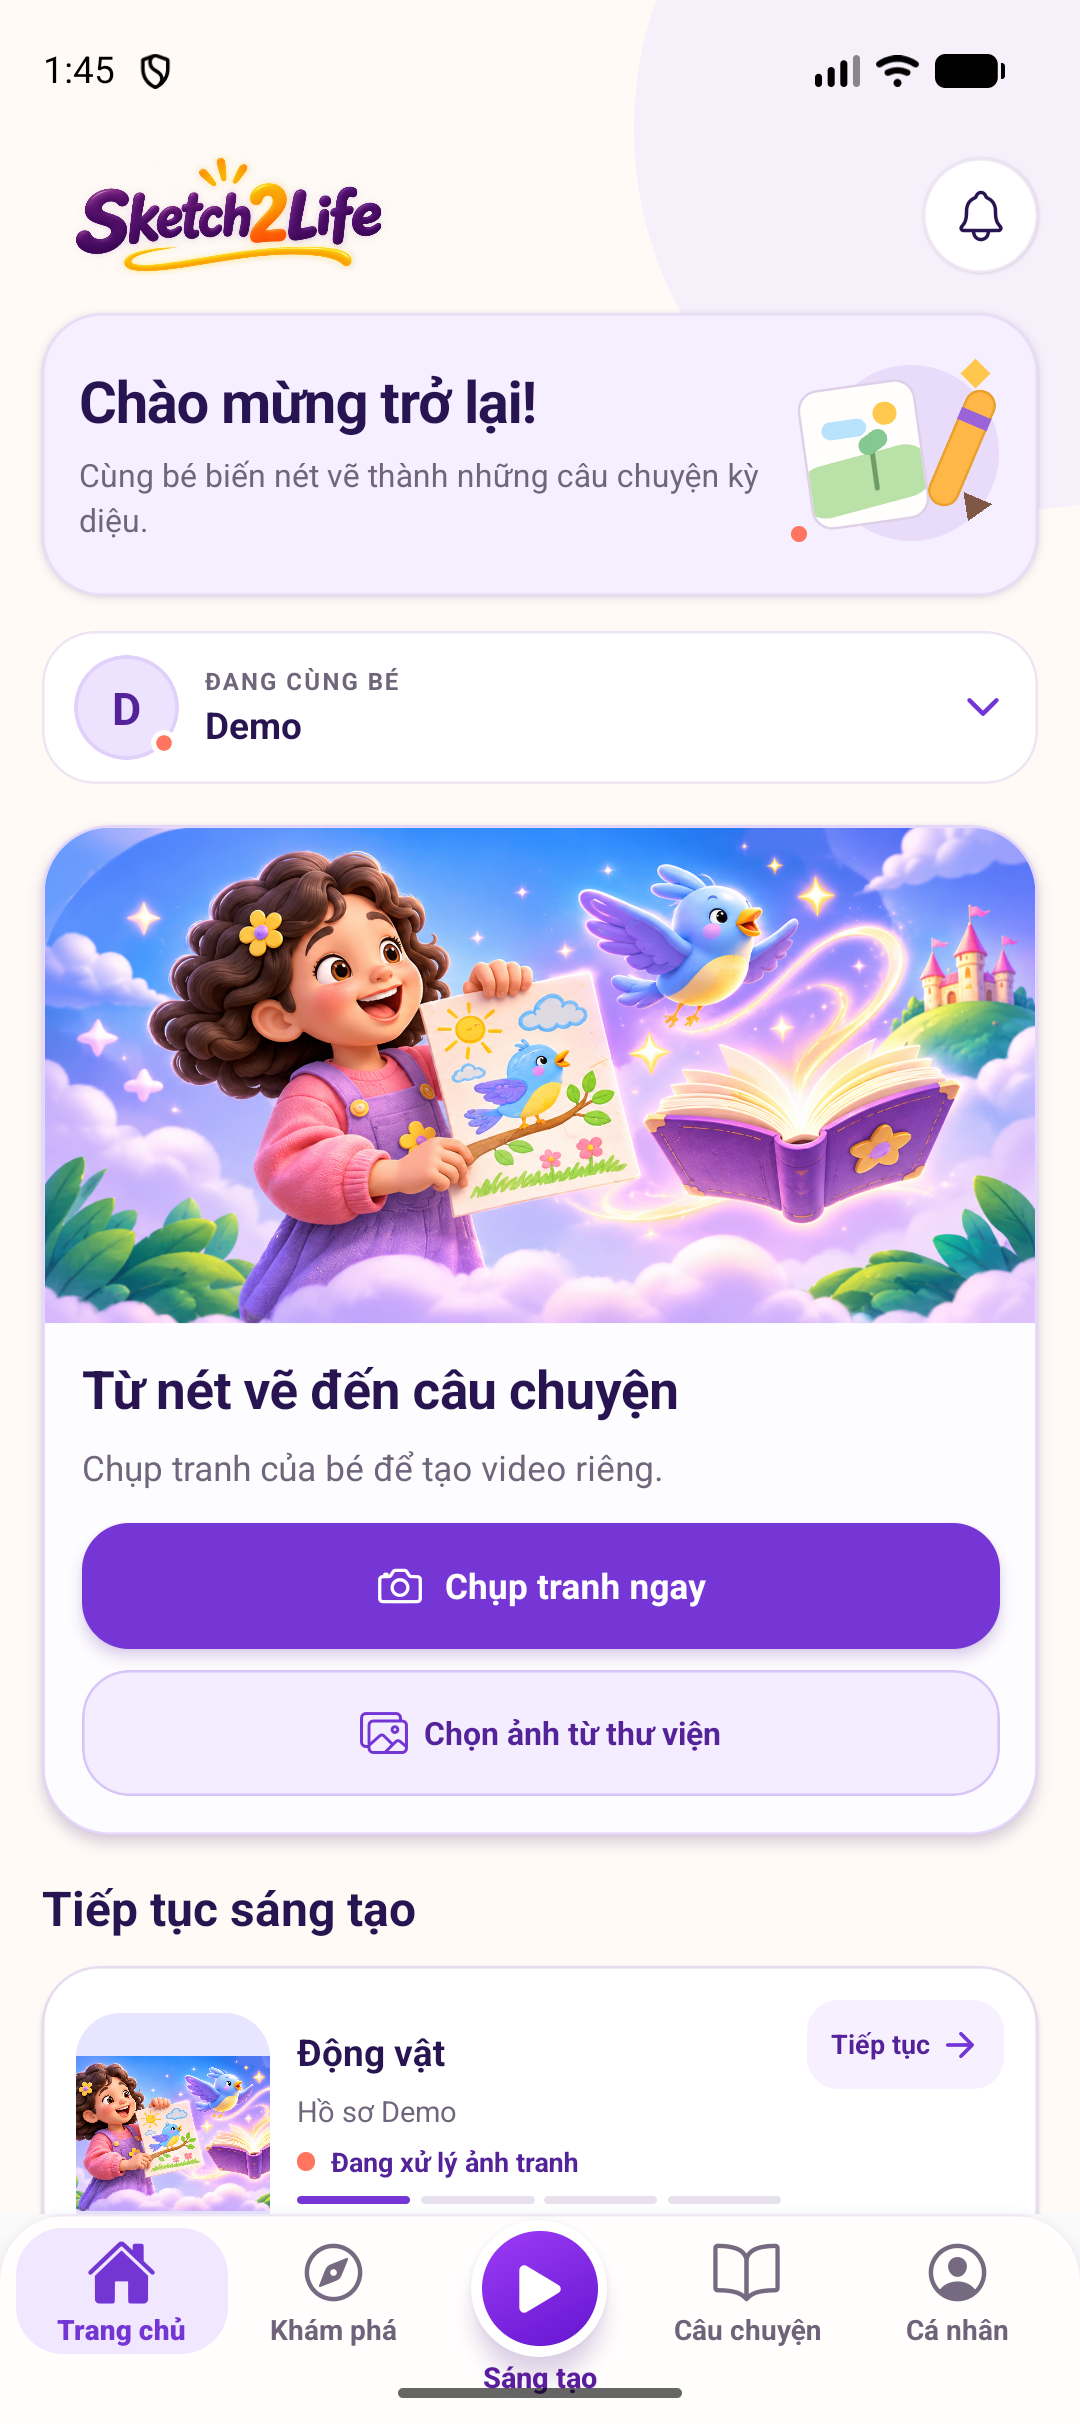 1:45
Sketch2Life
Chào mừng trở lại!
Cùng bé biến nét vẽ thành những câu chuyện kỳ
diệu.
D
ĐANG CÙNG BÉ
Demo
Từ nét vẽ đến câu chuyện
Chụp tranh của bé để tạo video riêng.
Chụp tranh ngay
Chọn ảnh từ thư viện
Tiếp tục sáng tạo
Động vật
Tiếp tục
Hồ sơ Demo
Đang xử lý ảnh tranh
Trang chủ
Khám phá
Sáng tạo
Câu chuyện
Cá nhân